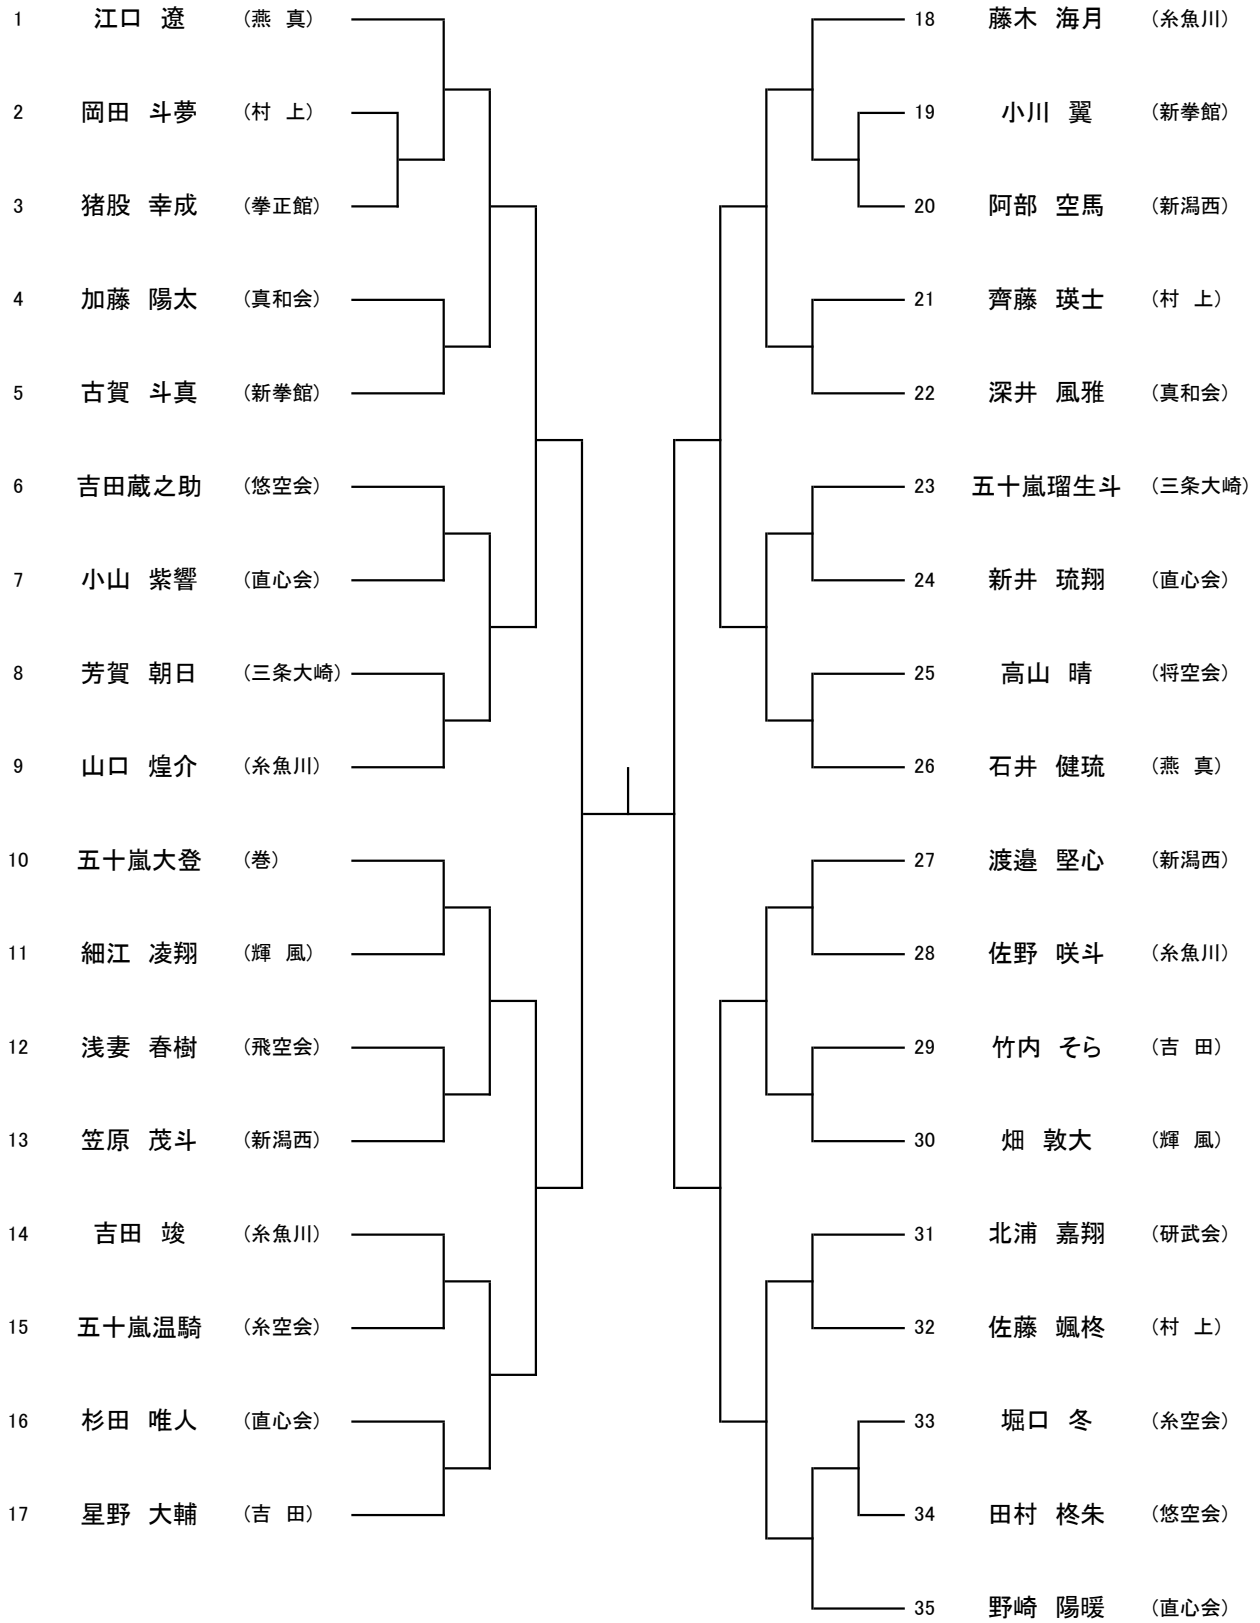 1 江口 遼 (燕 真)
2 岡田 斗夢 (村 上)
3 猪股 幸成 (拳正館)
4 加藤 陽太 (真和会)
5 古賀 斗真 (新拳館)
6 吉田蔵之助 (悠空会)
7 小山 紫響 (直心会)
8 芳賀 朝日 (三条大崎)
9 山口 煌介 (糸魚川)
10 五十嵐大登 (巻)
11 細江 凌翔 (輝 風)
12 浅妻 春樹 (飛空会)
13 笠原 茂斗 (新潟西)
14 吉田 竣 (糸魚川)
15 五十嵐温騎 (糸空会)
16 杉田 唯人 (直心会)
17 星野 大輔 (吉 田)
18 藤木 海月 (糸魚川)
19 小川 翼 (新拳館)
20 阿部 空馬 (新潟西)
21 齊藤 瑛士 (村 上)
22 深井 風雅 (真和会)
23 五十嵐瑠生斗 (三条大崎)
24 新井 琉翔 (直心会)
25 高山 晴 (将空会)
26 石井 健琉 (燕 真)
27 渡邉 堅心 (新潟西)
28 佐野 咲斗 (糸魚川)
29 竹内 そら (吉 田)
30 畑 敦大 (輝 風)
31 北浦 嘉翔 (研武会)
32 佐藤 颯柊 (村 上)
33 堀口 冬 (糸空会)
34 田村 柊朱 (悠空会)
35 野崎 陽暖 (直心会)